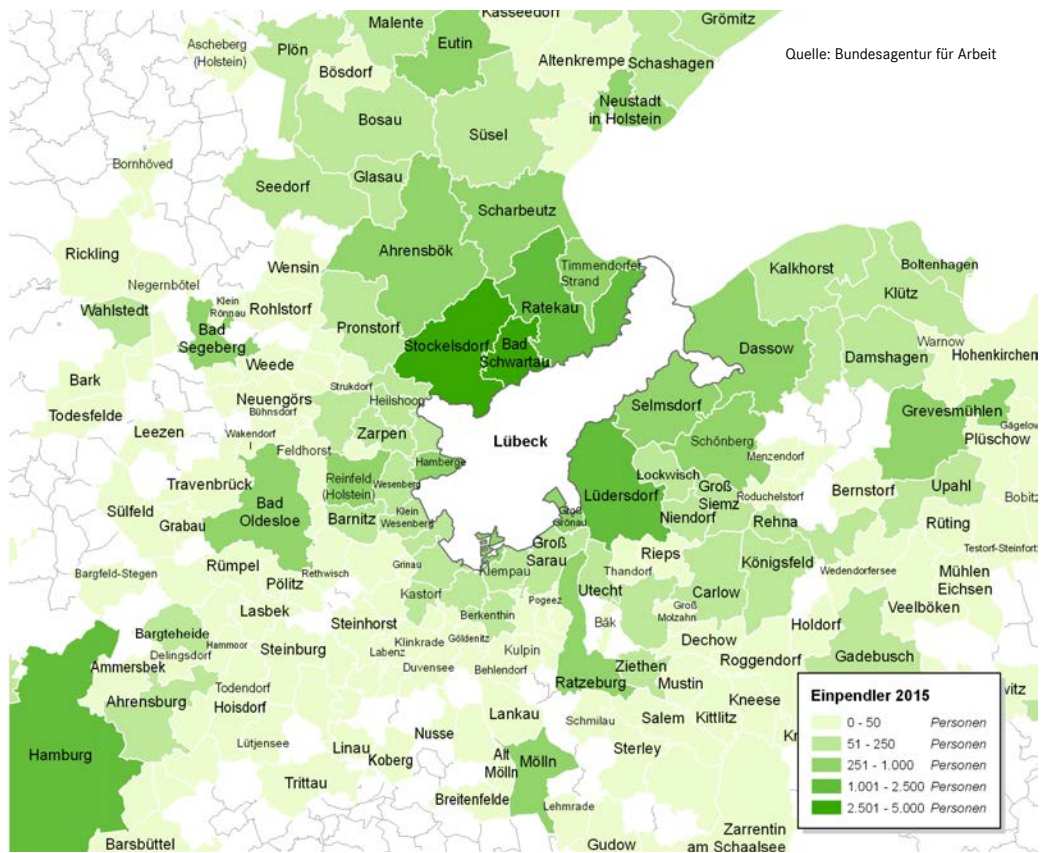 Malente
Kasseedorf
Grömitz
Ascheberg
(Holstein)
Plön
Eutin
Bösdorf
Altenkrempe
Schashagen
Quelle: Bundesagentur für Arbeit
Neustadt
in Holstein
Bosau
Süsel
Bornhöved
Seedorf
Glasau
Scharbeutz
Ahrensbök
Rickling
Wensin
Timmendorfer
Strand
Kalkhorst
Boltenhagen
Negernbötel
Klütz
Wahlstedt
Klein
Rönnau
Rohlstorf
Ratekau
Bad
Segeberg
Pronstorf
Stockelsdorf
Bad
Schwartau
Dassow
Damshagen
Warnow
Hohenkirchen
Weede
Bark
Strukdorf
Heilshoop
Neuengörs
Bühnsdorf
Selmsdorf
Grevesmühlen
Todesfelde
Gägelow
Leezen
Wakendorf
I
Zarpen
Lübeck
Schönberg
Plüschow
Feldhorst
Menzendorf
Hamberge
Travenbrück
Reinfeld
(Holstein)
Wesenberg
Lockwisch
Lüdersdorf
Groß
Siemz
Bernstorf
Upahl
Bobitz
Sülfeld
Bad
Oldesloe
Roduchelstorf
Grabau
Barnitz
Klein
Wesenberg
Groß
Grönau
Niendorf
Rehna
Rüting
Groß
Sarau
Rieps
Testorf-Steinfort
Rümpel
Grinau
Klempau
Thandorf
Königsfeld
Wedendorfersee
Bargfeld-Stegen
Pölitz
Rethwisch
Mühlen
Eichsen
Kastorf
Utecht
Carlow
Lasbek
Berkenthin
Pogeez
Groß
Molzahn
Veelböken
Steinhorst
Bäk
Holdorf
Bargteheide
Hammoor
Klinkrade
Göldenitz
Dechow
Delingsdorf
Steinburg
Labenz
Kulpin
Gadebusch
Ammersbek
Duvensee
Behlendorf
Ziethen
Roggendorf
Ratzeburg
Mustin
Ahrensburg
Todendorf
Hoisdorf
Kneese
Lankau
Schmilau
Salem
Kittlitz
Nusse
Hamburg
Lütjensee
Linau
Koberg
Alt
Mölln
Mölln
Sterley
Trittau
Breitenfelde
Lehmrade
Zarrentin
am Schaalsee
Barsbüttel
Gudow
Einpendler 2015
0 - 50 Personen
51 - 250 Personen
251 - 1.000 Personen
1.001 - 2.500 Personen
2.501 - 5.000 Personen